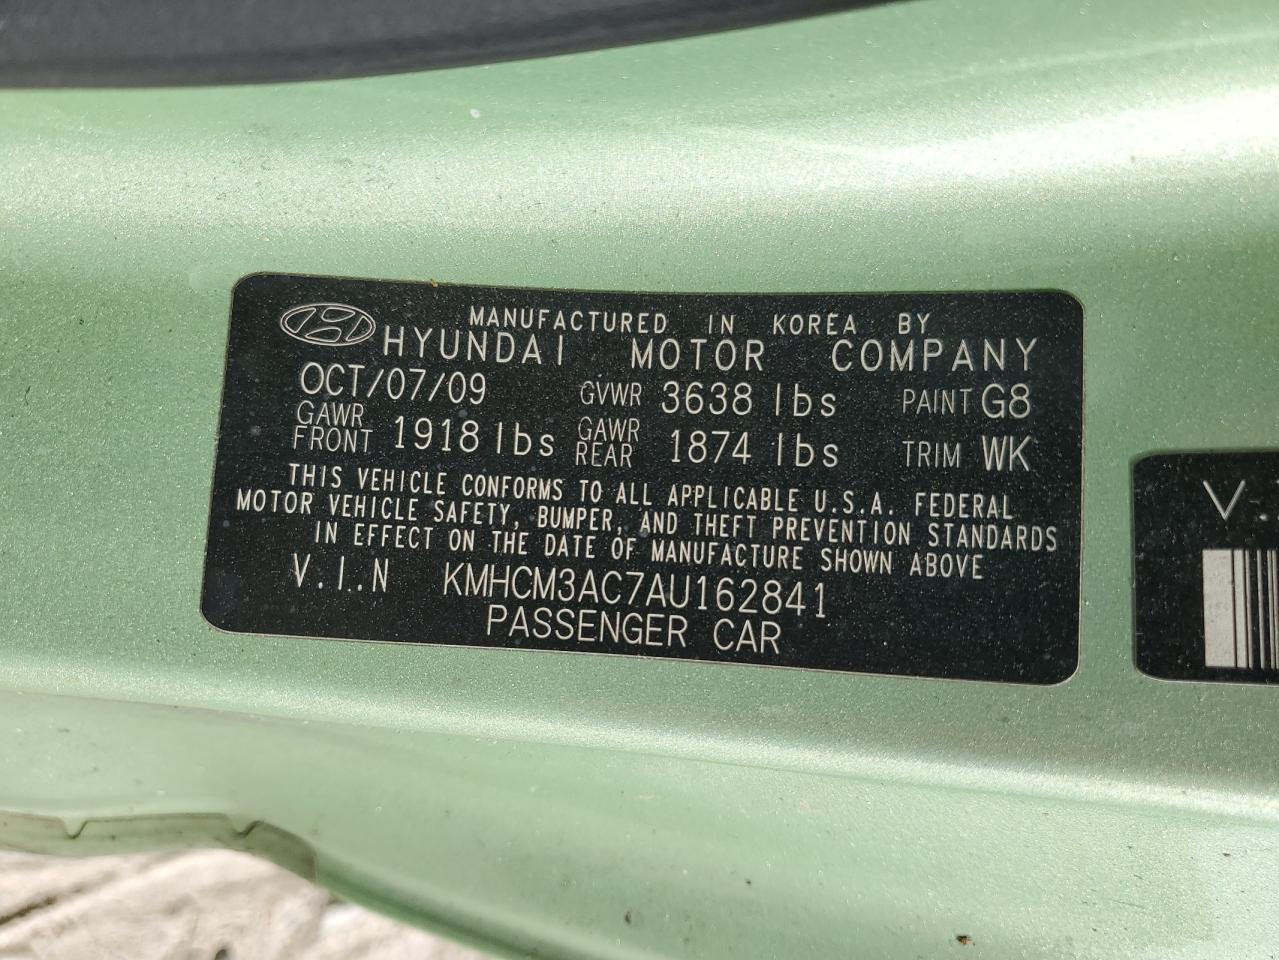 MANUFACTURED IN KOREA BY
HYUNDAI MOTOR COMPANY
OCT/07/09 GVWR 3638 lbs PAINT G8
GAWR FRONT 1918 lbs GAWR REAR 1874 lbs TRIM WK
THIS VEHICLE CONFORMS TO ALL APPLICABLE U.S.A. FEDERAL
MOTOR VEHICLE SAFETY, BUMPER, AND THEFT PREVENTION STANDARDS
IN EFFECT ON THE DATE OF MANUFACTURE SHOWN ABOVE
V.I..N KMHCM3AC7AU162841
PASSENGER CAR
V.